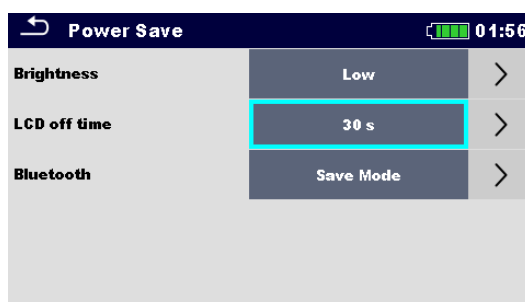 Power Save 01:56
Brightness Low
LCD off time 30 s
Bluetooth Save Mode